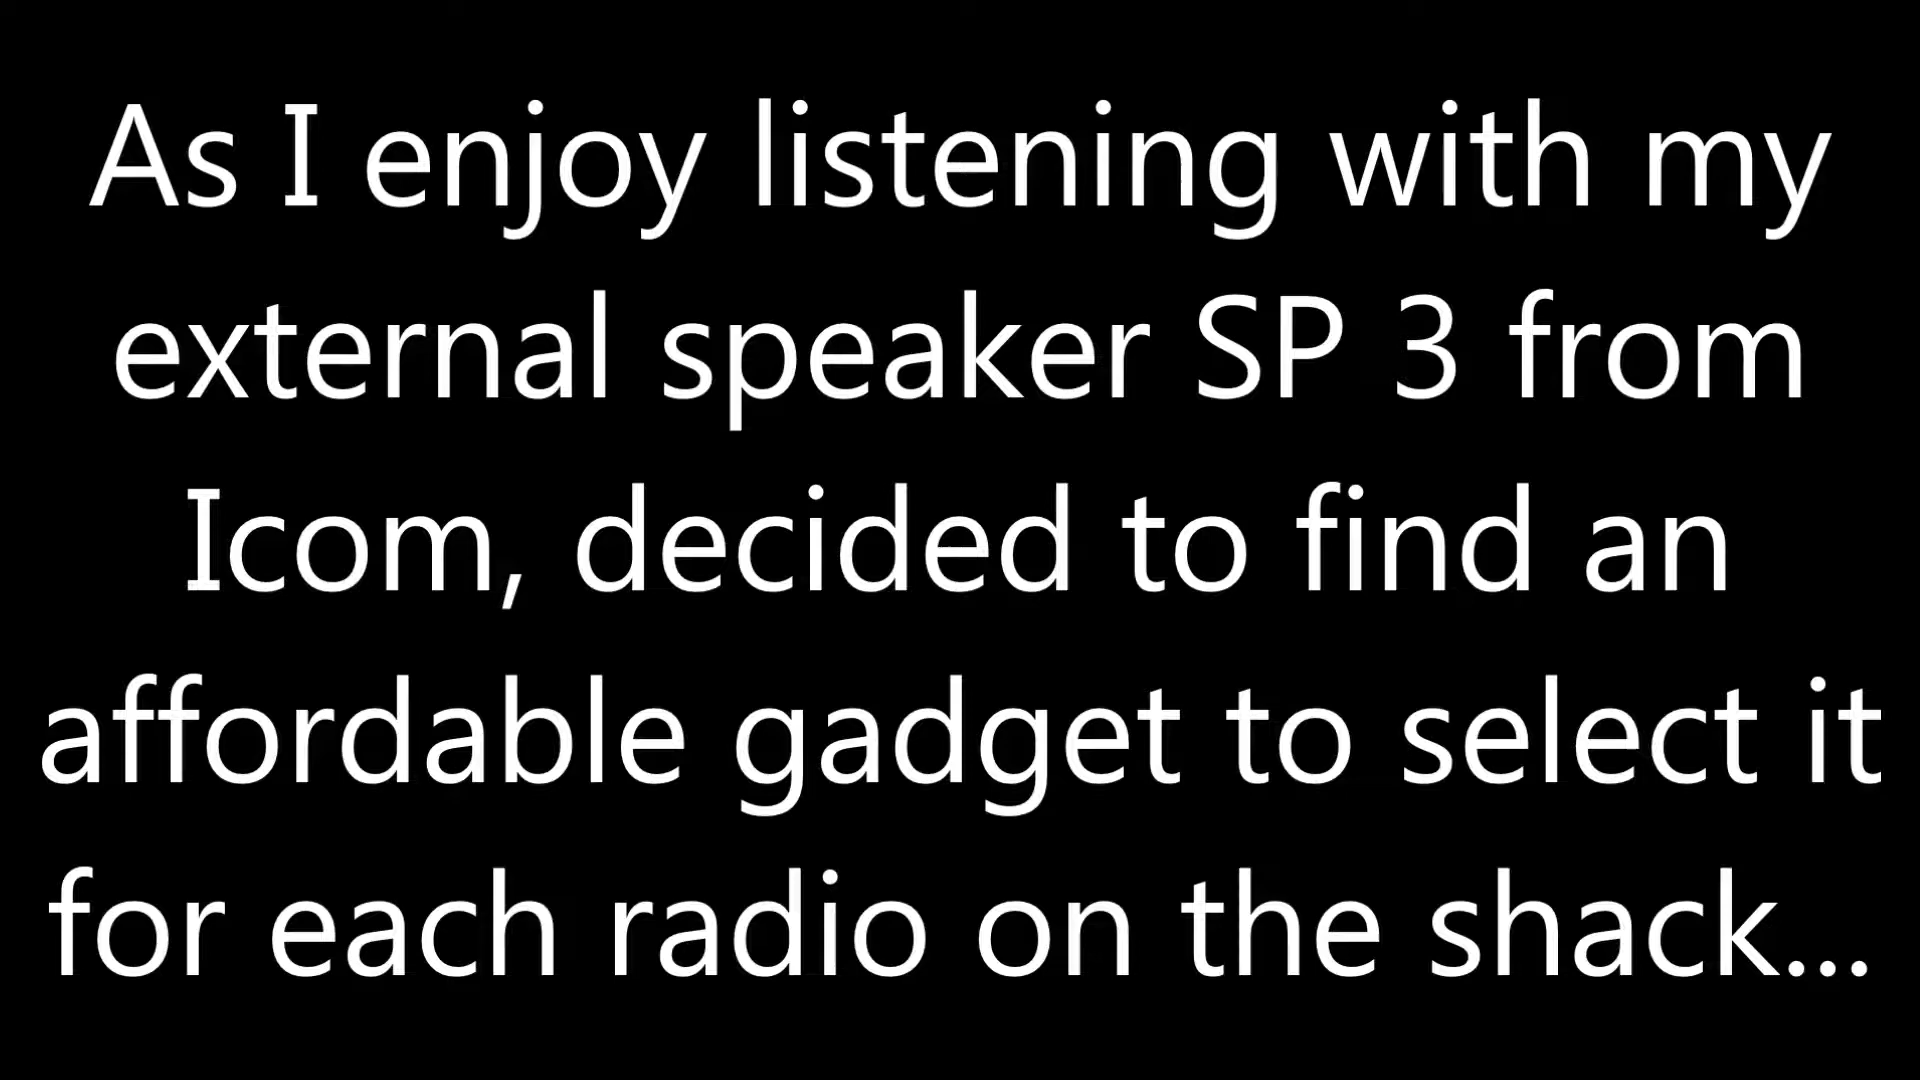 As I enjoy listening with my
external speaker SP 3 from
Icom, decided to find an
affordable gadget to select it
for each radio on the shack...